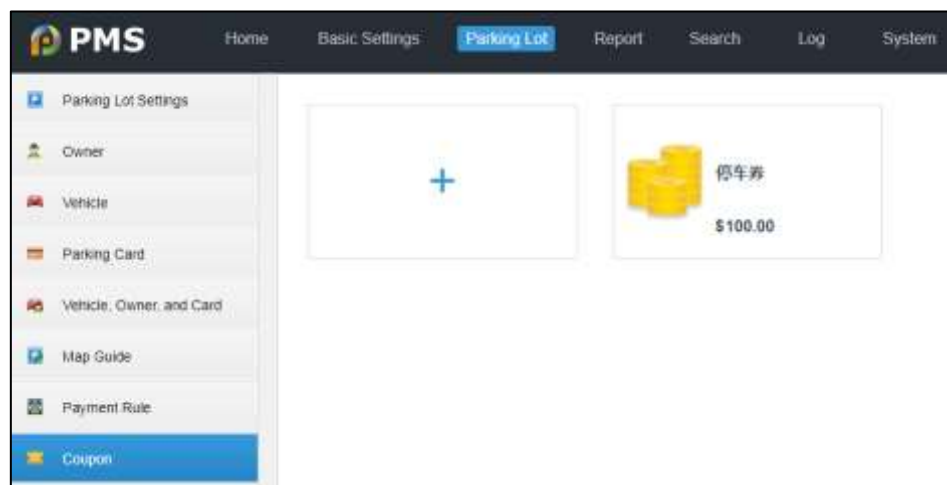 PMS Home Basic Settings Parking Lot Report Search Log System
Parking Lot Settings
Owner
Vehicle
Parking Card
Vehicle, Owner, and Card
Map Guide
Payment Rule
Coupon
+
停车券
$100.00